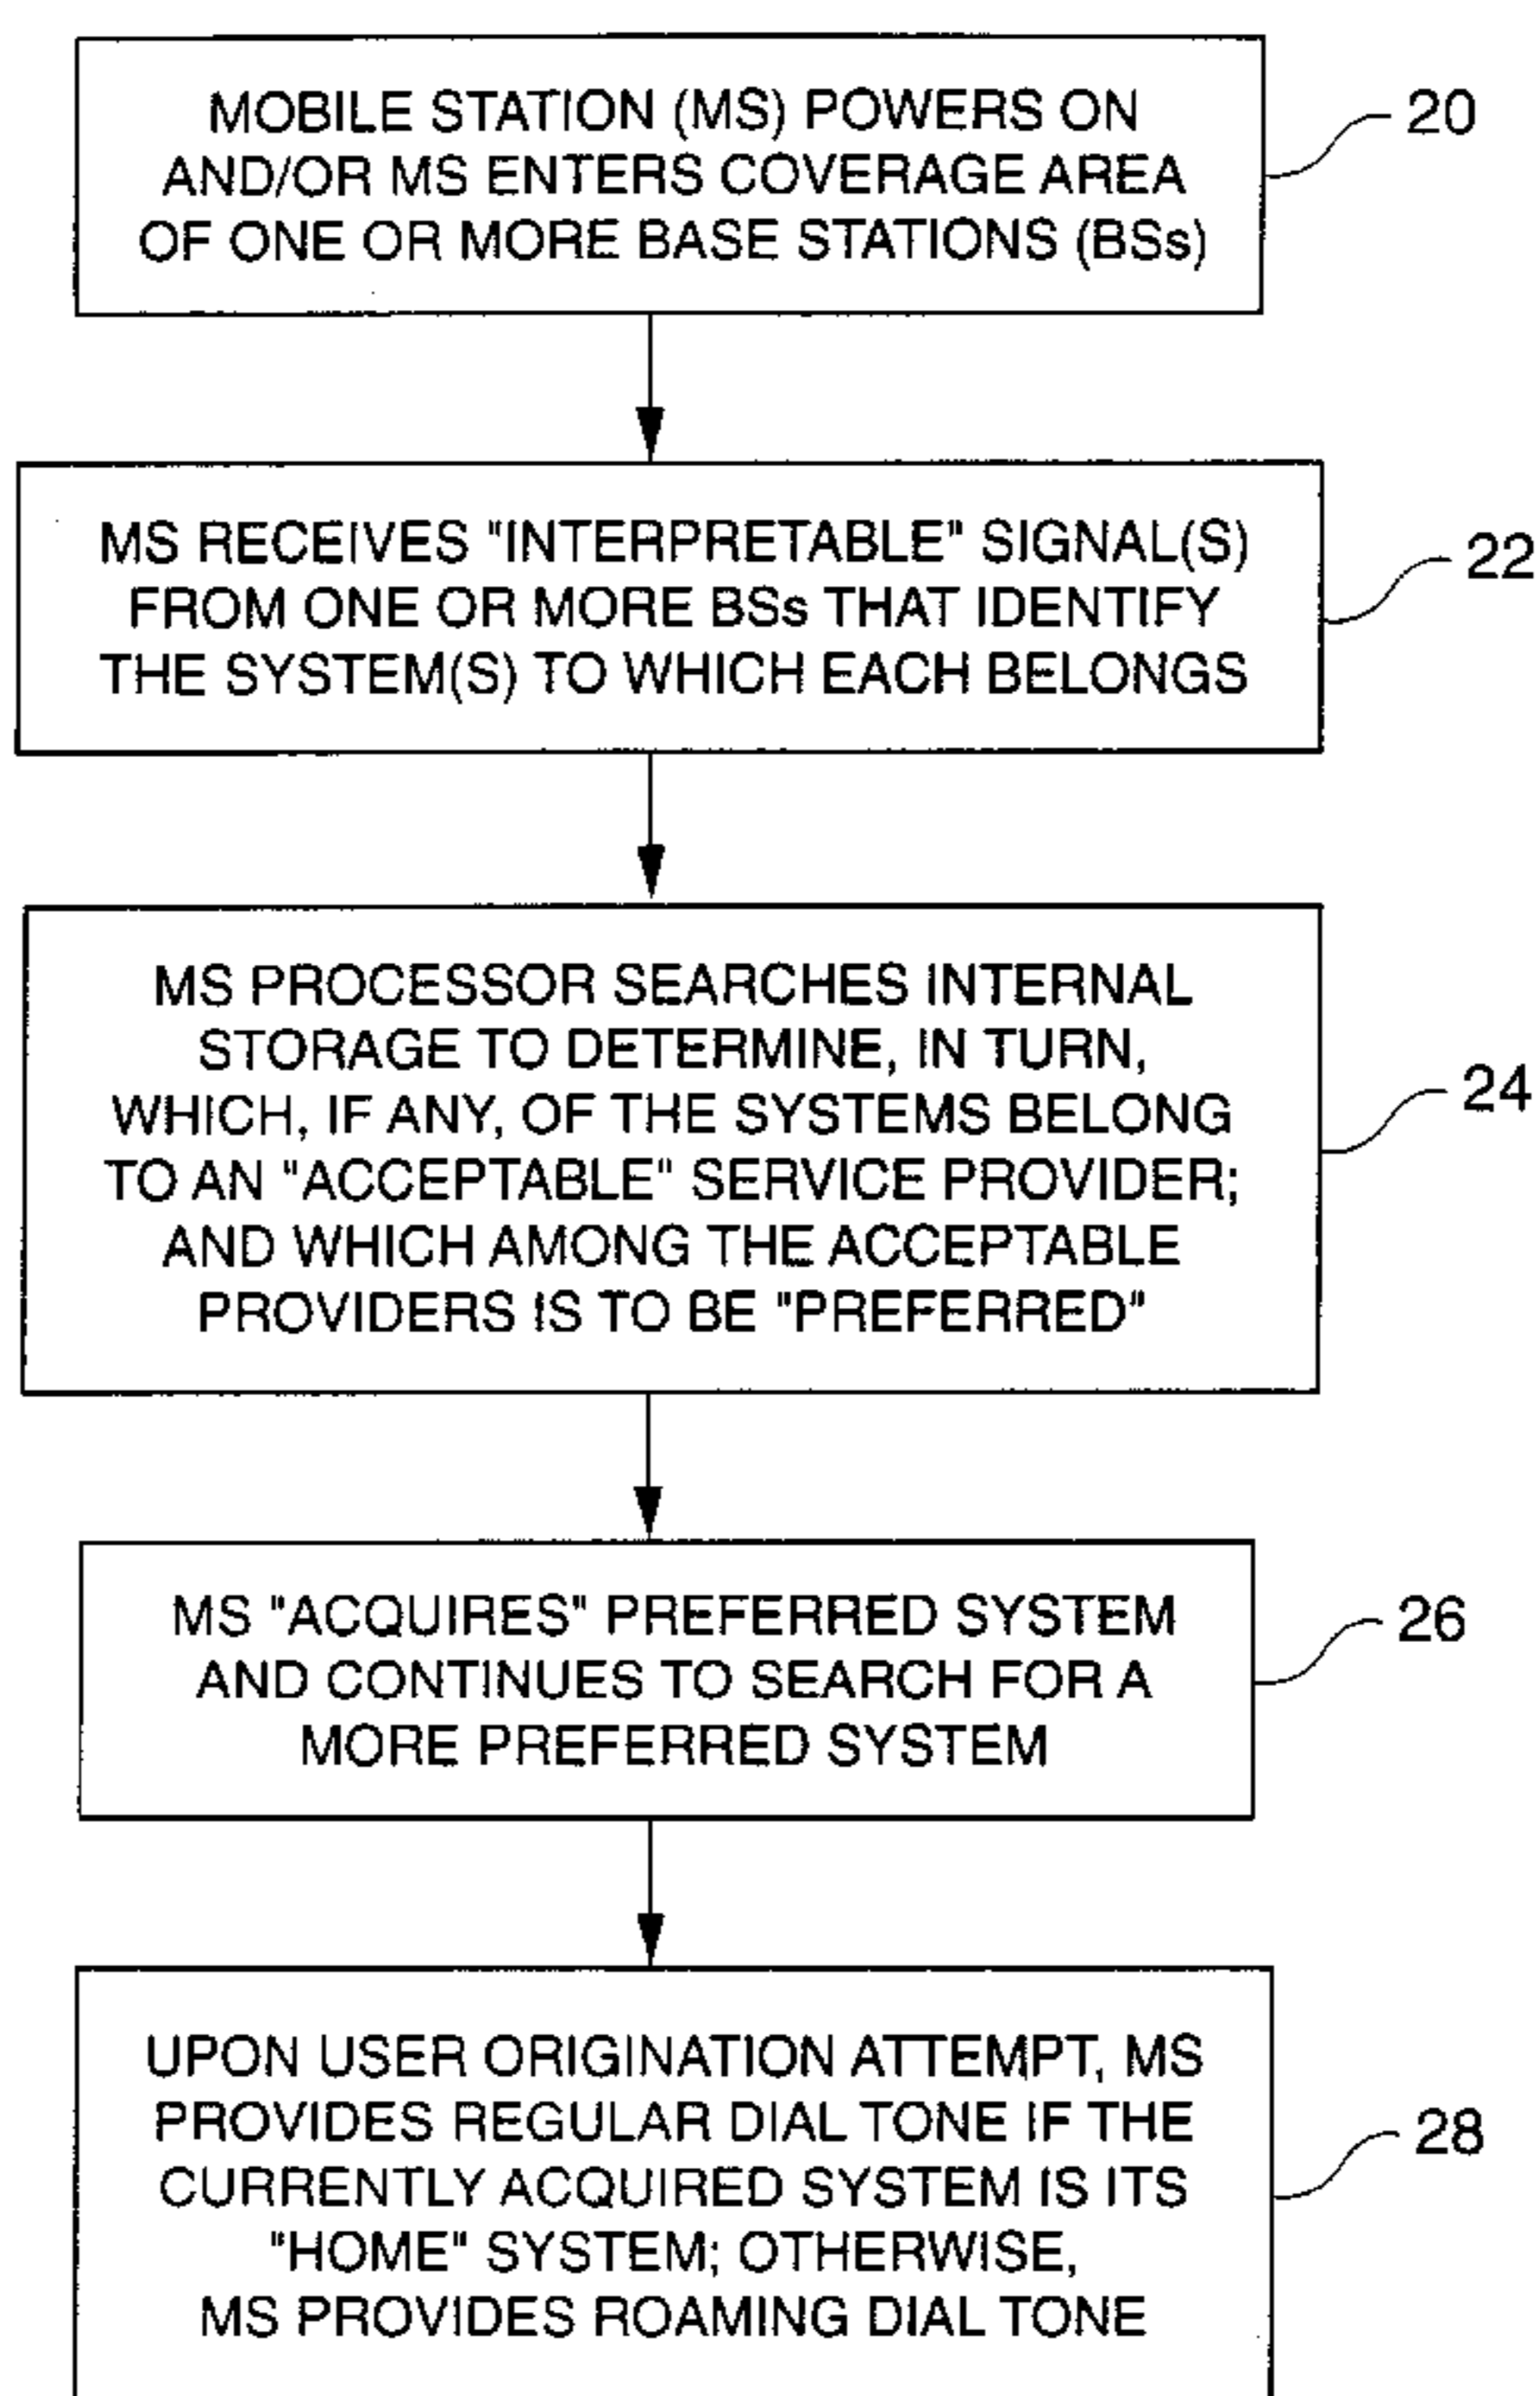 MOBILE STATION (MS) POWERS ON
AND/OR MS ENTERS COVERAGE AREA
OF ONE OR MORE BASE STATIONS (BSs)
20
MS RECEIVES "INTERPRETABLE" SIGNAL(S)
FROM ONE OR MORE BSs THAT IDENTIFY
THE SYSTEM(S) TO WHICH EACH BELONGS
22
MS PROCESSOR SEARCHES INTERNAL
STORAGE TO DETERMINE, IN TURN,
WHICH, IF ANY, OF THE SYSTEMS BELONG
TO AN "ACCEPTABLE" SERVICE PROVIDER;
AND WHICH AMONG THE ACCEPTABLE
PROVIDERS IS TO BE "PREFERRED"
24
MS "ACQUIRES" PREFERRED SYSTEM
AND CONTINUES TO SEARCH FOR A
MORE PREFERRED SYSTEM
26
UPON USER ORIGINATION ATTEMPT, MS
PROVIDES REGULAR DIAL TONE IF THE
CURRENTLY ACQUIRED SYSTEM IS ITS
"HOME" SYSTEM; OTHERWISE,
MS PROVIDES ROAMING DIAL TONE
28